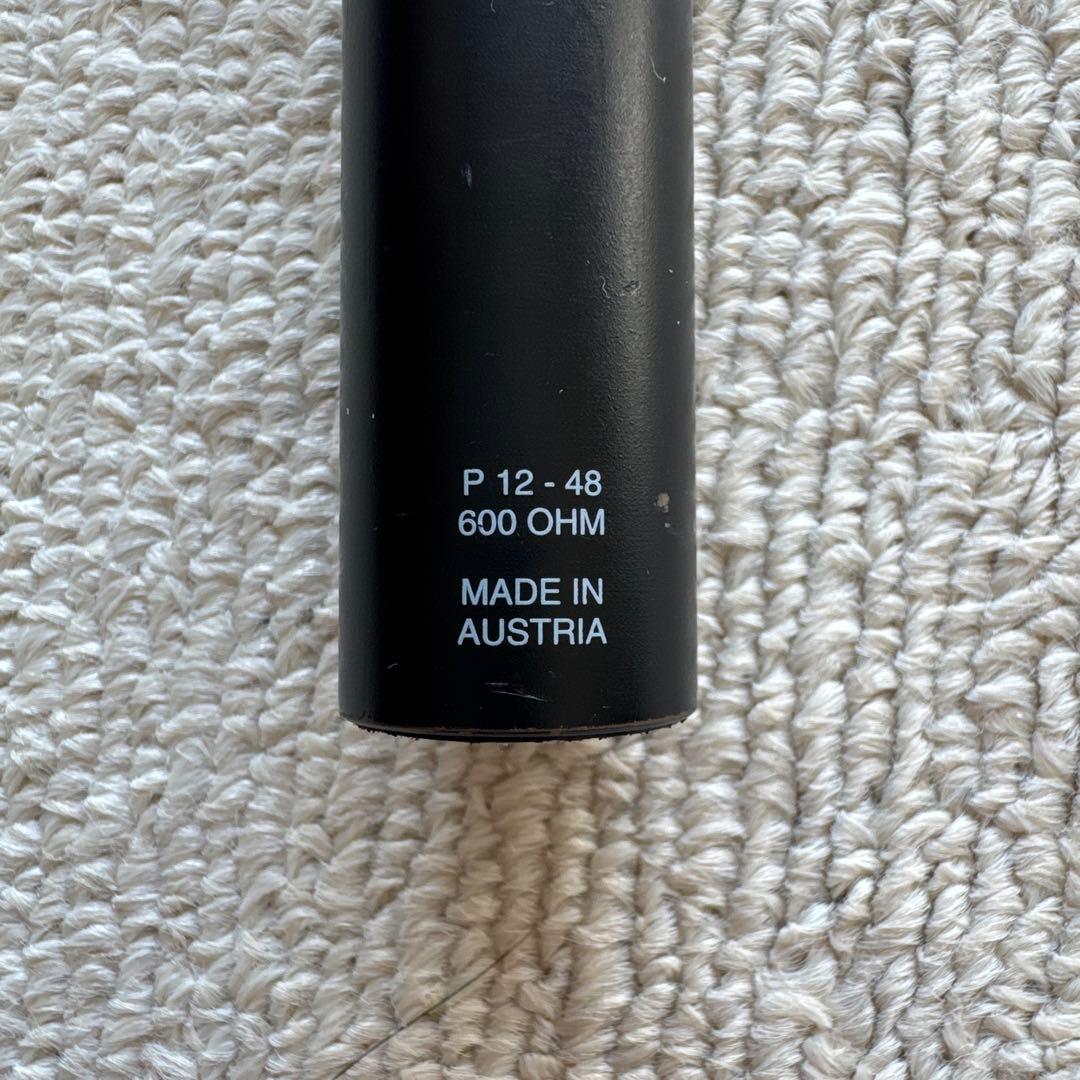 P 12 - 48
600 OHM
MADE IN
AUSTRIA